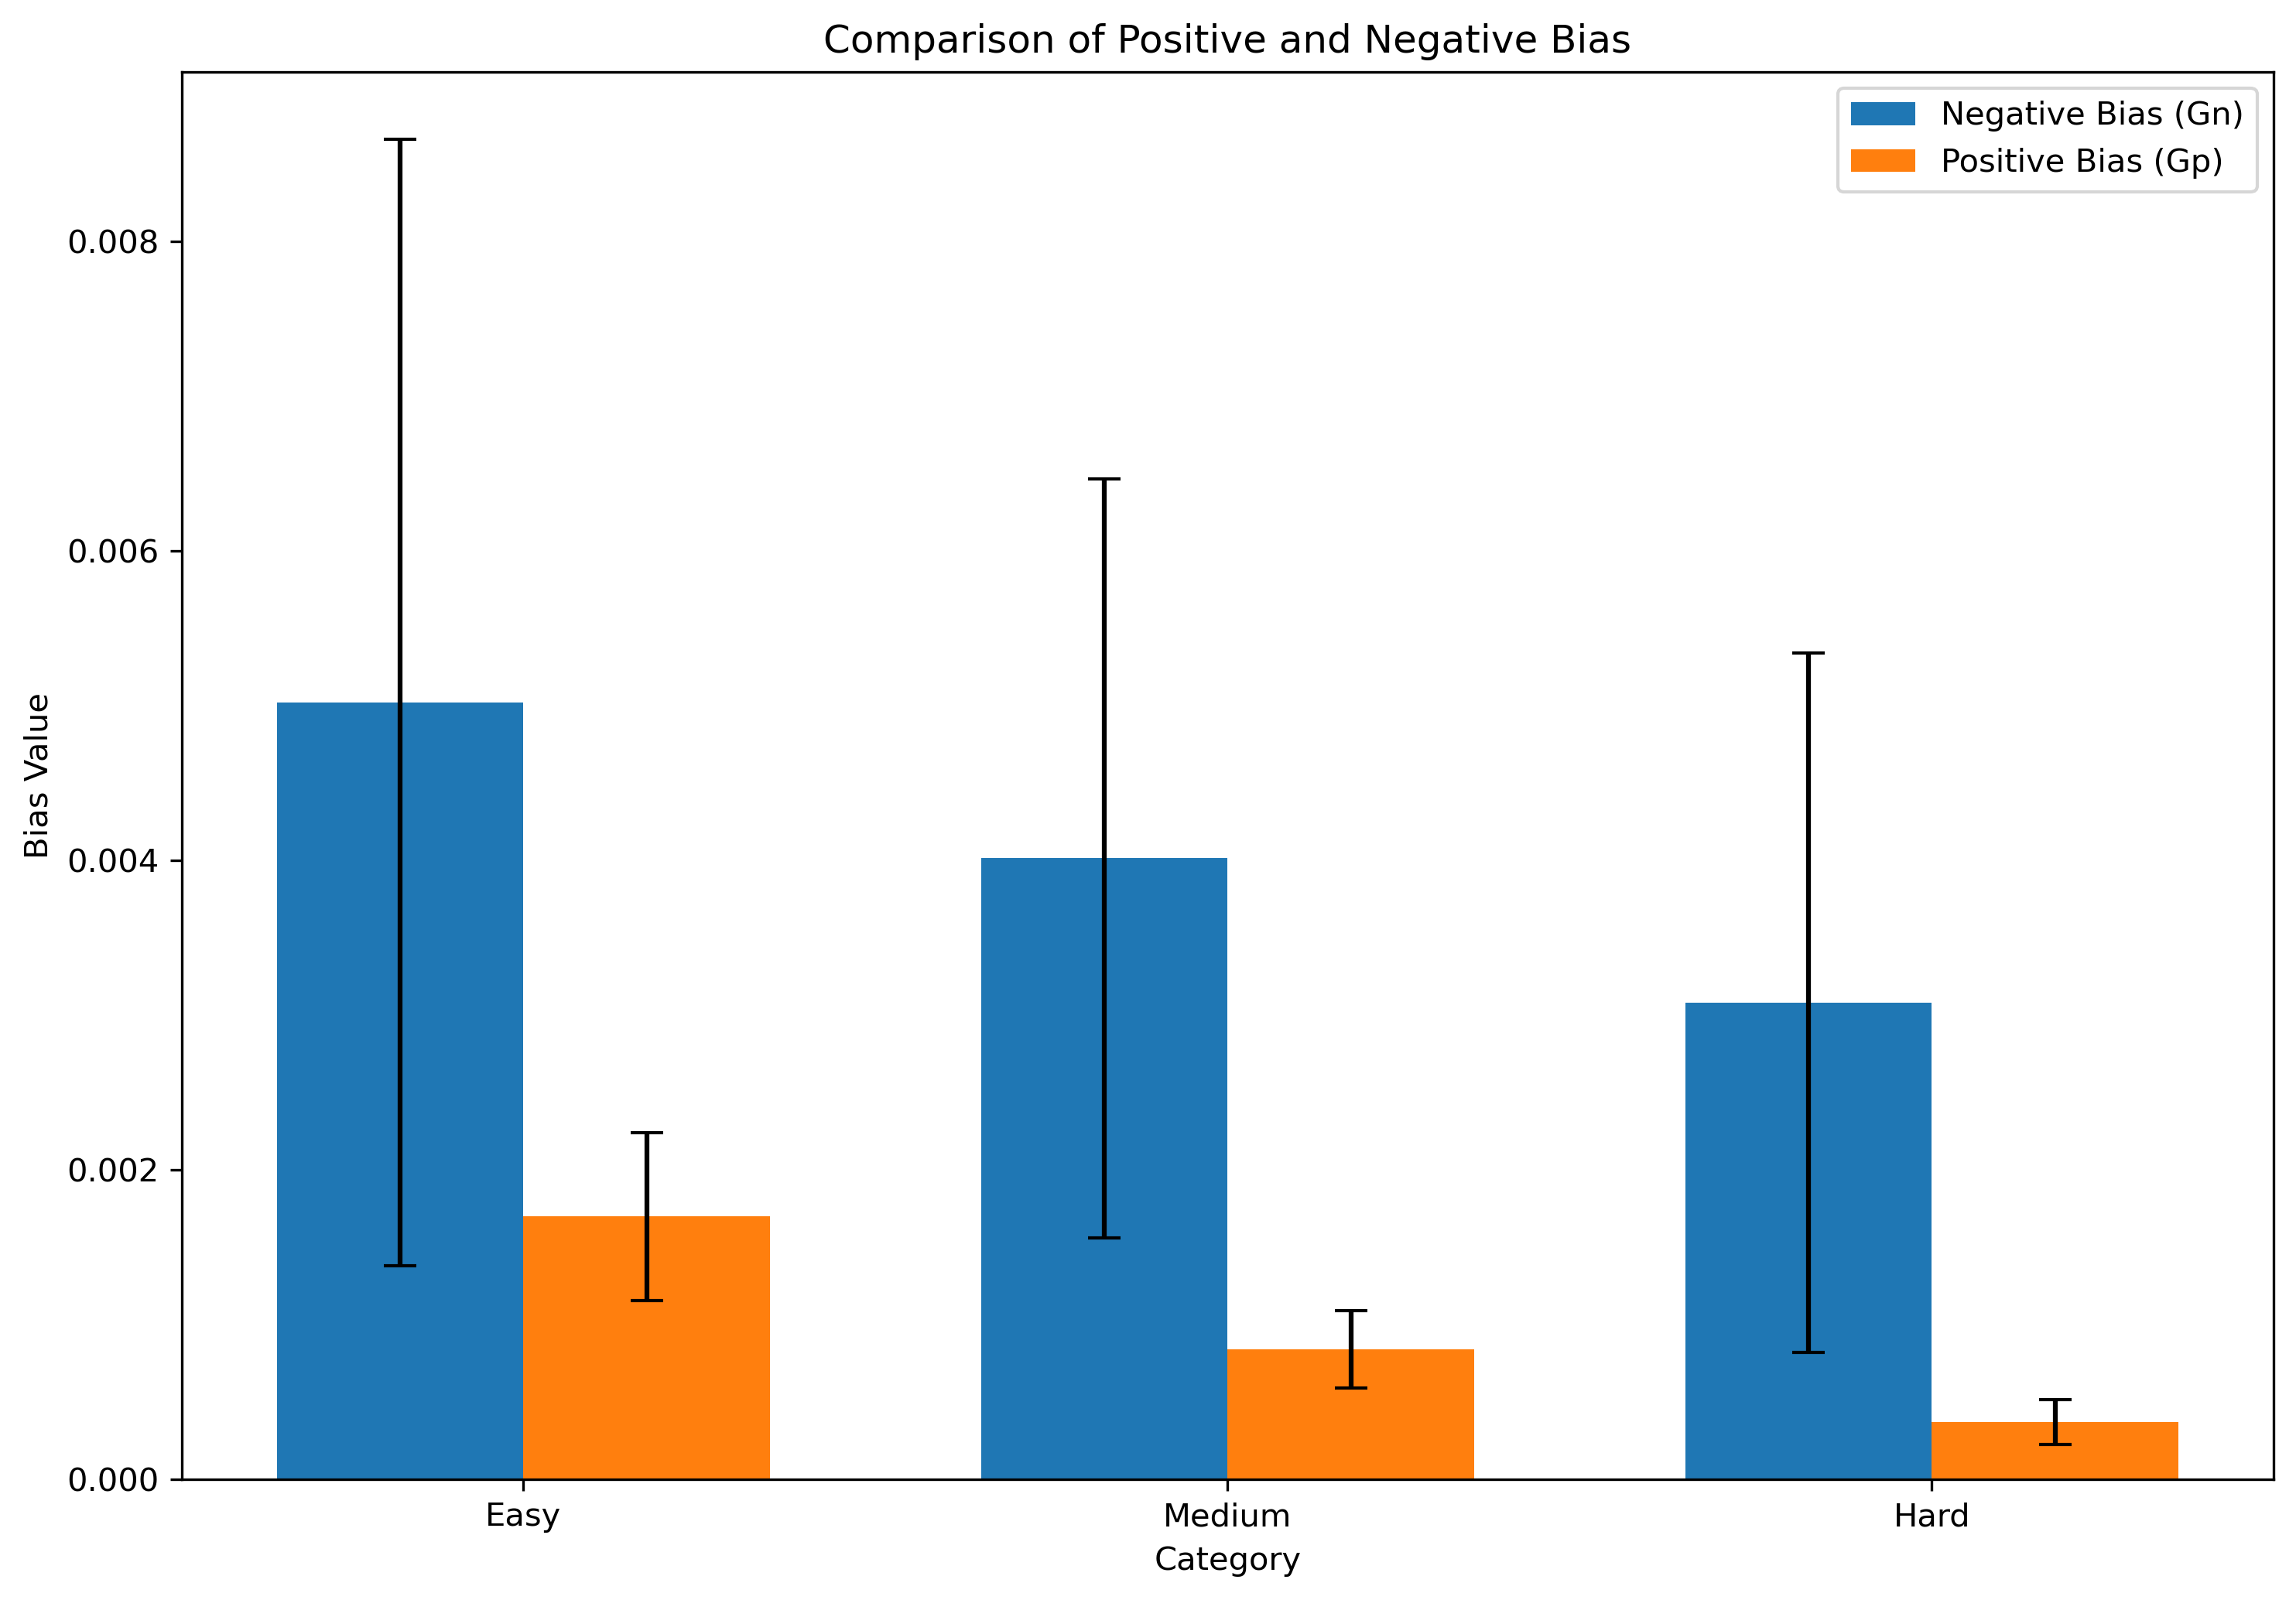 Comparison of Positive and Negative Bias
Negative Bias (Gn)
Positive Bias (Gp)
Bias Value
0.008
0.006
0.004
0.002
0.000
Easy
Medium
Hard
Category